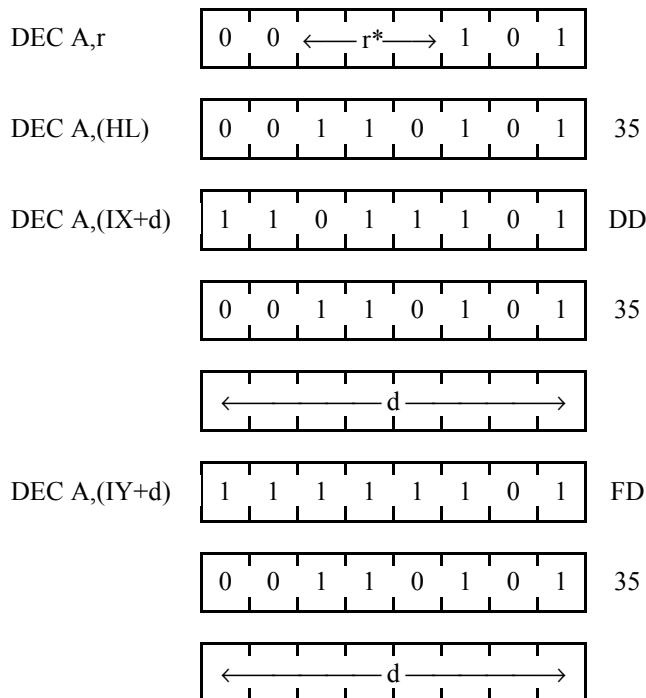 DEC A,r 0 0 r* 1 0 1
DEC A,(HL) 0 0 1 1 0 1 0 1 35
DEC A,(IX+d) 1 1 0 1 1 1 0 1 DD
0 0 1 1 0 1 0 1 35
d
DEC A,(IY+d) 1 1 1 1 1 1 0 1 FD
0 0 1 1 0 1 0 1 35
d